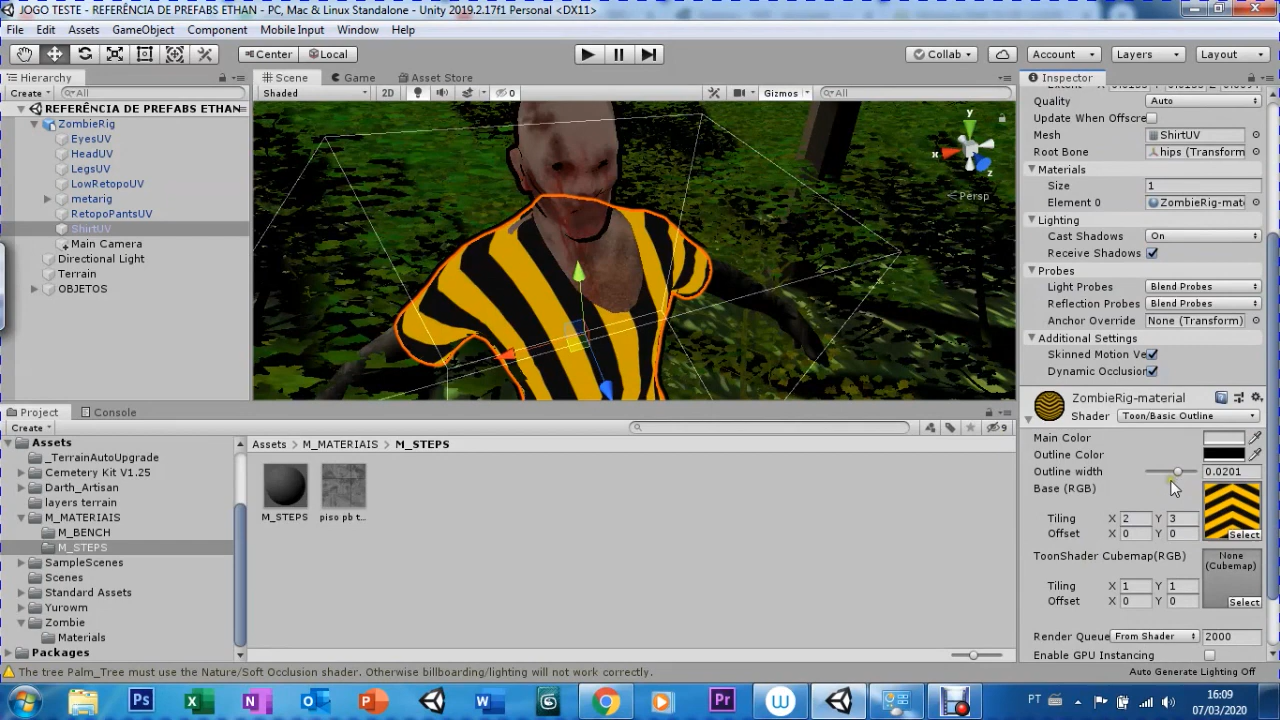 JOGO TESTE - REFERÊNCIA DE PREFABS ETHAN - PC, Mac & Linux Standalone - Unity 2019.2.17f1 Personal <DX11>
File Edit Assets GameObject Component Mobile Input Window Help
Center Local Collab Account Layers Layout
Hierarchy Scene Game Asset Store Inspector
Create All Shaded 2D 0 Gizmos All
REFERÊNCIA DE PREFABS ETHAN
ZombieRig
EyesUV
HeadUV
LegsUV
LowRetopoUV
metarig
RetopoPantsUV
ShirtUV
Main Camera
Directional Light
Terrain
OBJETOS
y
x
z
Persp
Quality Auto
Update When Offscre
Mesh ShirtUV
Root Bone hips (Transform
Materials
Size 1
Element 0 ZombieRig-mate
Lighting
Cast Shadows On
Receive Shadows
Probes
Light Probes Blend Probes
Reflection Probes Blend Probes
Anchor Override None (Transform)
Additional Settings
Skinned Motion Ve
Dynamic Occlusion
ZombieRig-material
Shader Toon/Basic Outline
Main Color
Outline Color
Outline width 0.0201
Base (RGB)
Tiling X 2 Y 3
Offset X 0 Y 0
Select
ToonShader Cubemap(RGB) None
(Cubemap)
Tiling X 1 Y 1
Offset X 0 Y 0
Select
Render Queue From Shader 2000
Enable GPU Instancing
Project Console
Create 9
Assets
_TerrainAutoUpgrade
Cemetery Kit V1.25
Darth_Artisan
layers terrain
M_MATERIAIS
M_BENCH
M_STEPS
SampleScenes
Scenes
Standard Assets
Yurowm
Zombie
Materials
Packages
Assets M_MATERIAIS M_STEPS
M_STEPS piso pb t...
The tree Palm_Tree must use the Nature/Soft Occlusion shader. Otherwise billboarding/lighting will not work correctly.
Auto Generate Lighting Off
Ps N W Pr W
PT
16:09
07/03/2020